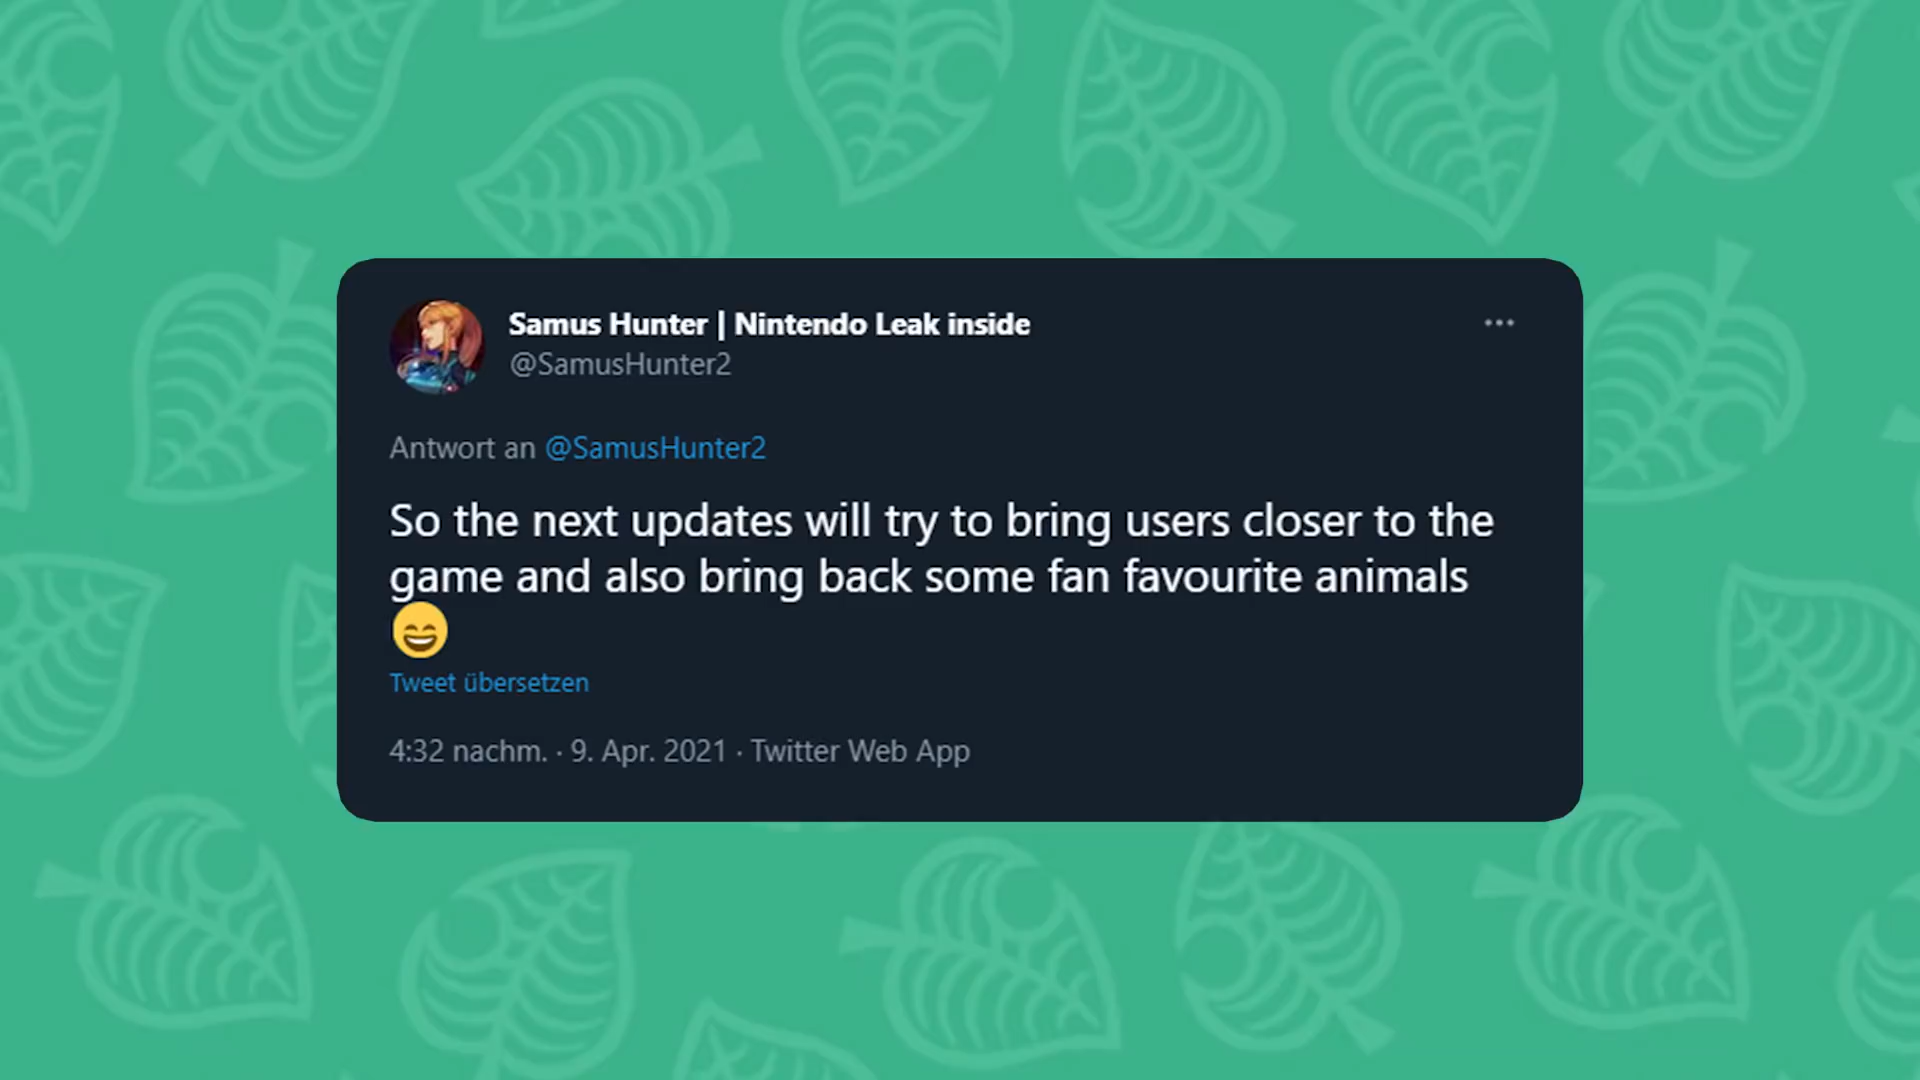 Samus Hunter | Nintendo Leak inside
@SamusHunter2
Antwort an @SamusHunter2
So the next updates will try to bring users closer to the
game and also bring back some fan favourite animals
😄
Tweet übersetzen
4:32 nachm. · 9. Apr. 2021 · Twitter Web App